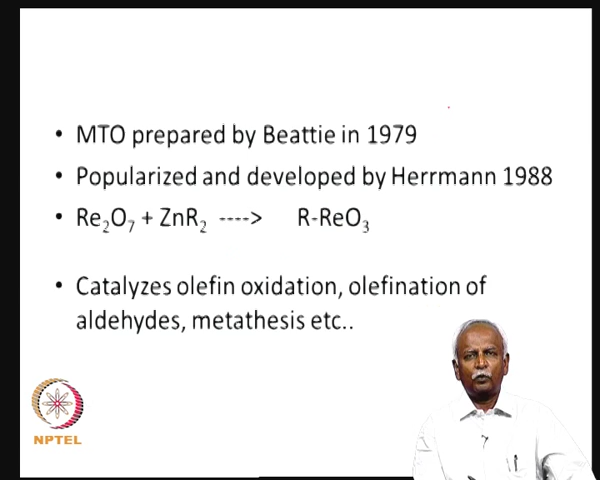 • MTO prepared by Beattie in 1979
• Popularized and developed by Herrmann 1988
• Re₂O₇ + ZnR₂ ----> R-ReO₃
• Catalyzes olefin oxidation, olefination of
aldehydes, metathesis etc..
NPTEL